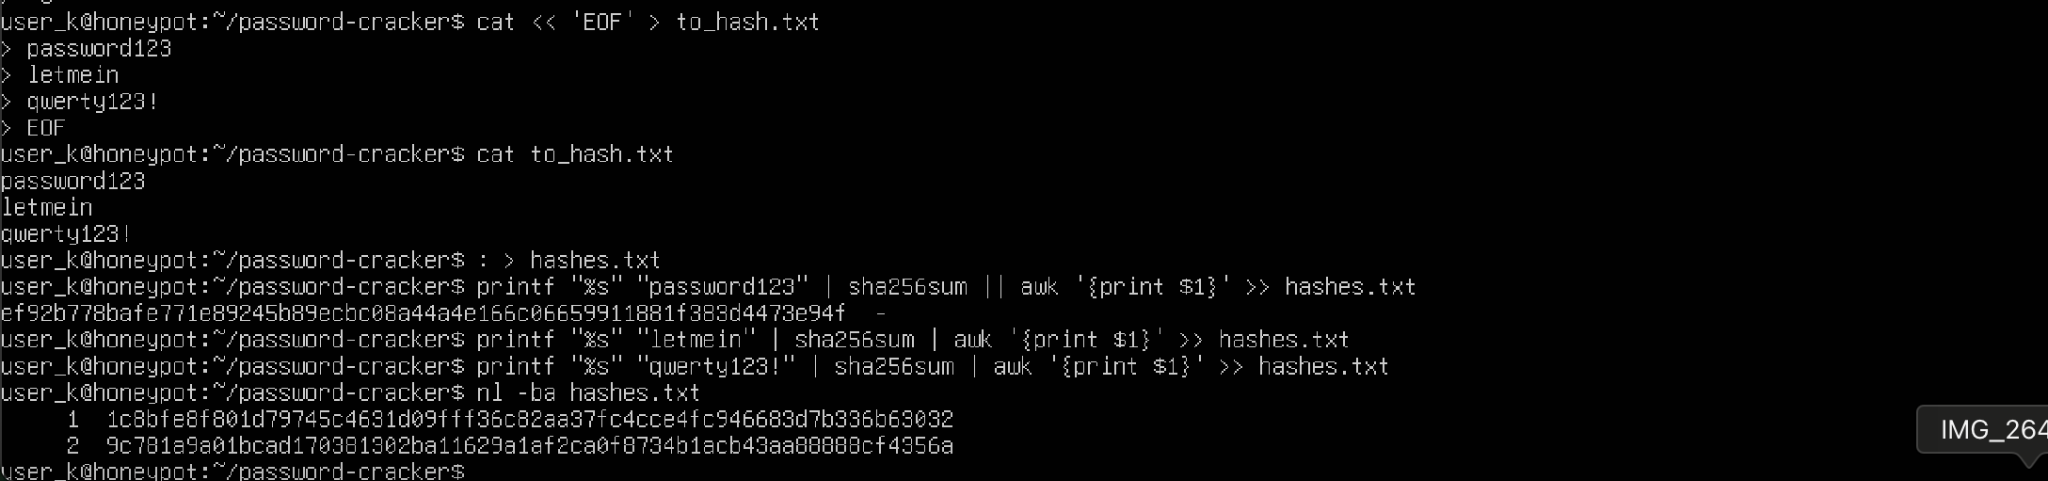 user_k@honeypot:~/password-cracker$ cat << 'EOF' > to_hash.txt
> password123
> letmein
> qwerty123!
> EOF
user_k@honeypot:~/password-cracker$ cat to_hash.txt
password123
letmein
qwerty123!
user_k@honeypot:~/password-cracker$ : > hashes.txt
user_k@honeypot:~/password-cracker$ printf "%s" "password123" | sha256sum || awk '{print $1}' >> hashes.txt
ef92b778bafe771e89245b89ecbc08a44a4e166c06659911881f383d4473e94f  -
user_k@honeypot:~/password-cracker$ printf "%s" "letmein" | sha256sum | awk '{print $1}' >> hashes.txt
user_k@honeypot:~/password-cracker$ printf "%s" "qwerty123!" | sha256sum | awk '{print $1}' >> hashes.txt
user_k@honeypot:~/password-cracker$ nl -ba hashes.txt
1  1c8bfe8f801d79745c4631d09fff36c82aa37fc4cce4fc946683d7b336b63032
2  9c781a9a01bcad170381302ba11629a1af2ca0f8734b1acb43aa88888cf4356a
user_k@honeypot:~/password-cracker$
IMG_264